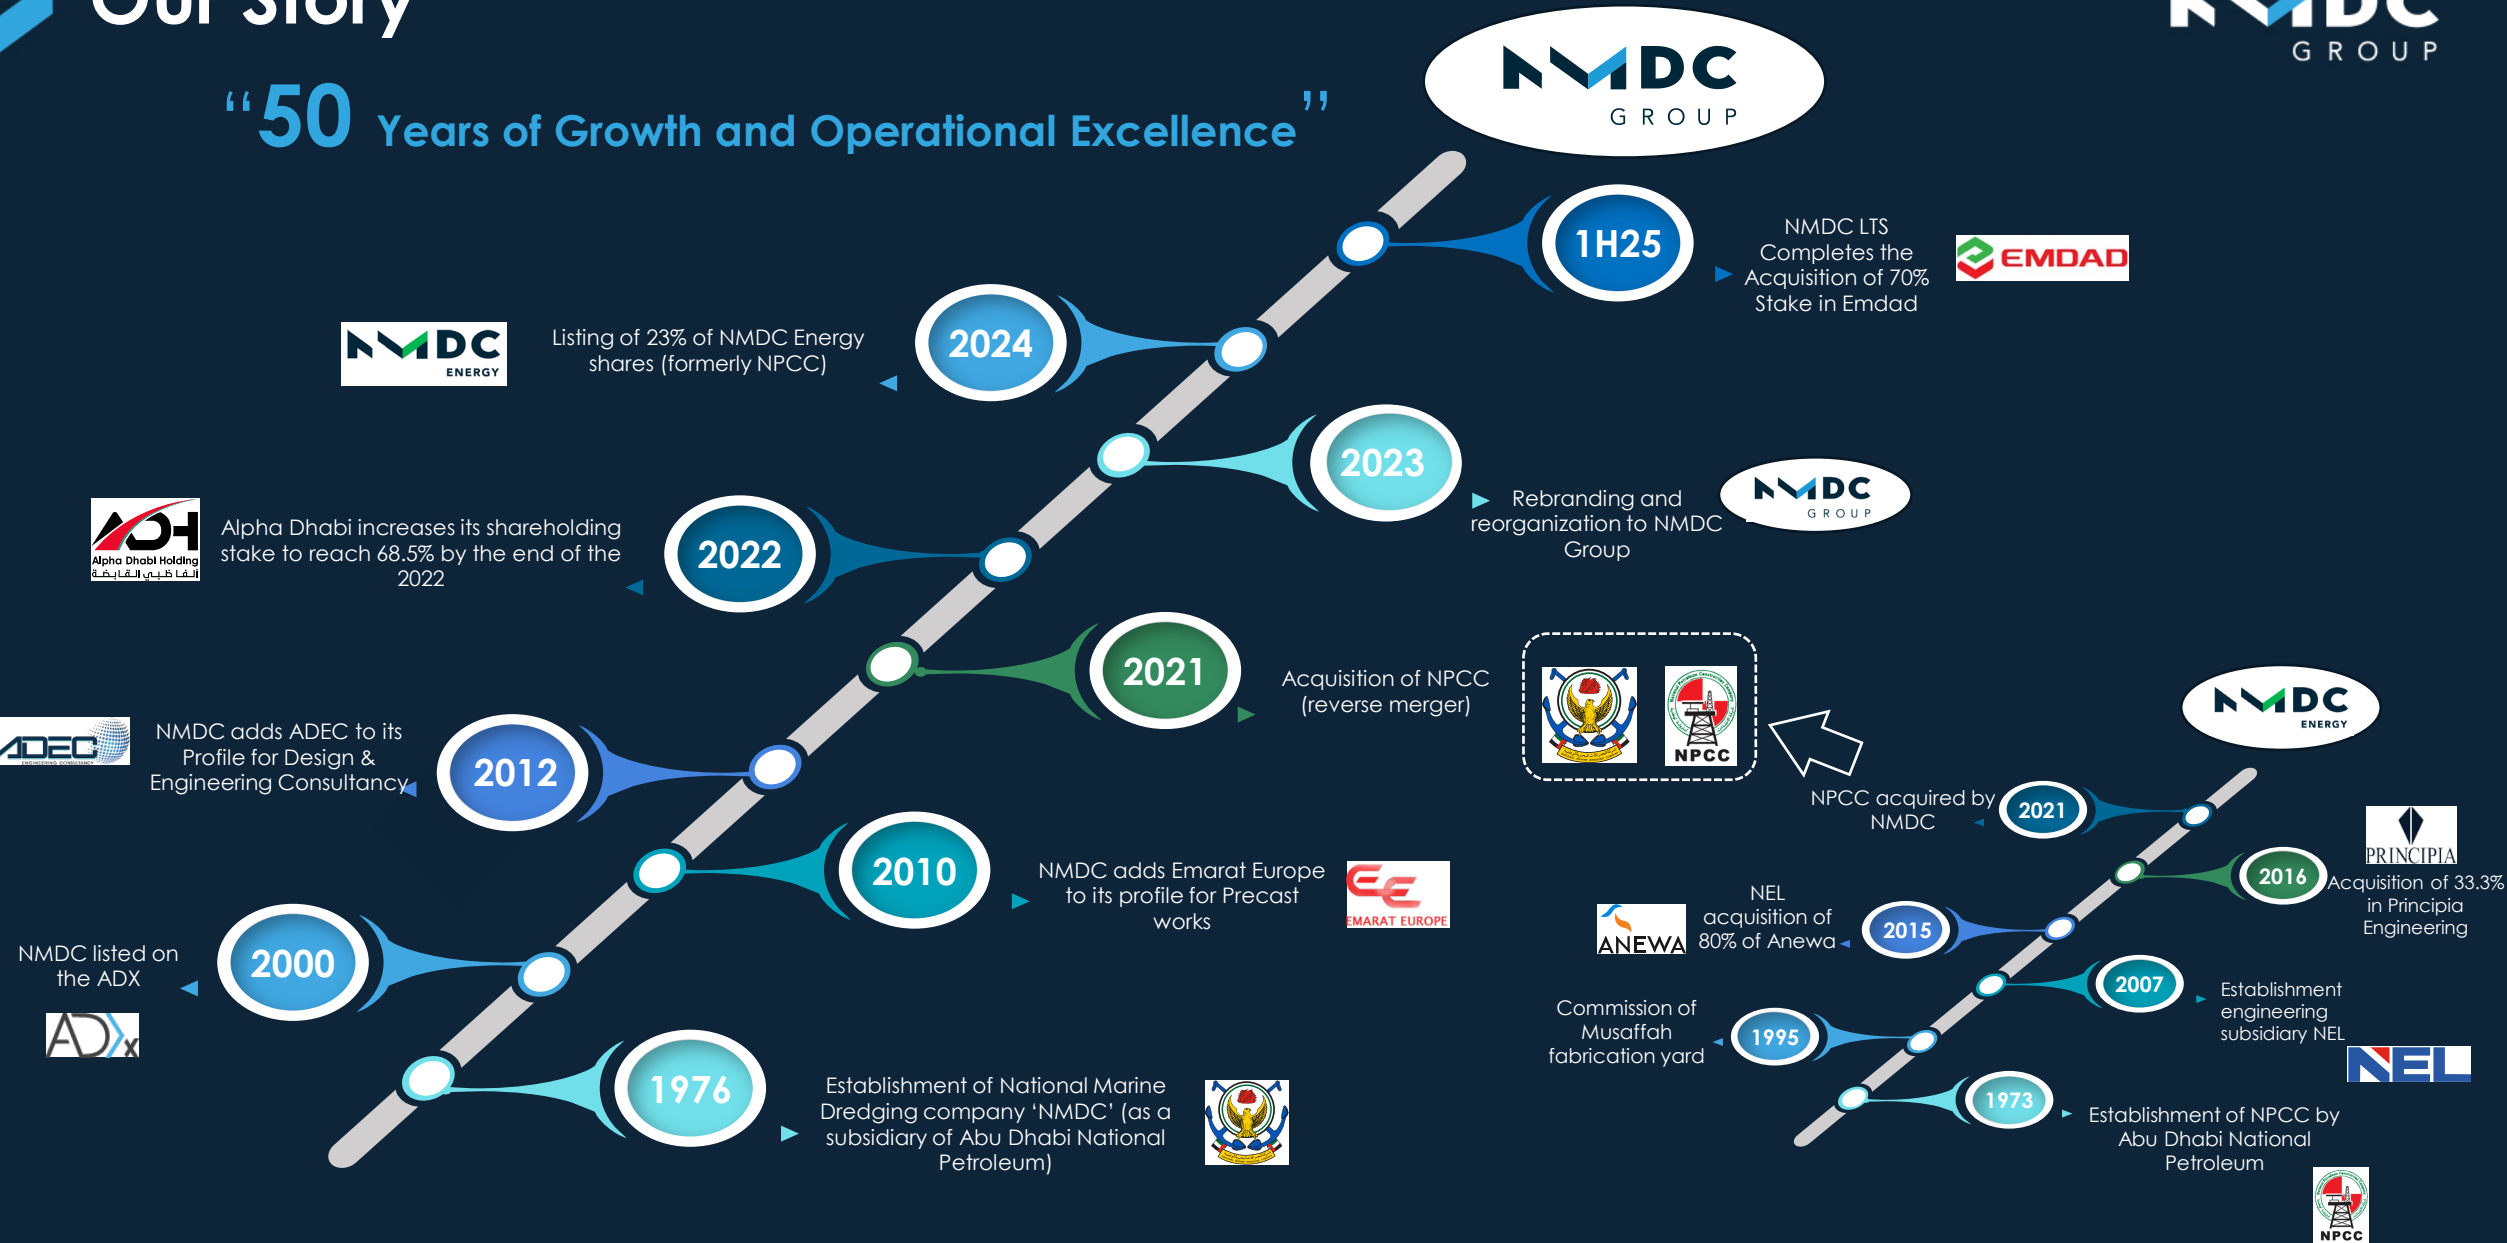 Our Story
NMDC
GROUP
“50 Years of Growth and Operational Excellence”
NMDC
GROUP
1H25
NMDC LTS
Completes the
Acquisition of 70%
Stake in Emdad
EMDAD
NMDC
ENERGY
Listing of 23% of NMDC Energy
shares (formerly NPCC)
2024
2023
Rebranding and
reorganization to NMDC
Group
NMDC
GROUP
ADH
Alpha Dhabi Holding
ألفا ظبي القابضة
Alpha Dhabi increases its shareholding
stake to reach 68.5% by the end of the
2022
2022
2021
Acquisition of NPCC
(reverse merger)
NPCC
ADEC
ENGINEERING CONSULTANCY
NMDC adds ADEC to its
Profile for Design &
Engineering Consultancy
2012
2010
NMDC adds Emarat Europe
to its profile for Precast
works
EMARAT EUROPE
NMDC listed on
the ADX
2000
ADX
1976
Establishment of National Marine
Dredging company ‘NMDC’ (as a
subsidiary of Abu Dhabi National
Petroleum)
NMDC
ENERGY
NPCC acquired by
NMDC
2021
PRINCIPIA
2016
Acquisition of 33.3%
in Principia
Engineering
ANEWA
NEL
acquisition of
80% of Anewa
2015
2007
Establishment
engineering
subsidiary NEL
NEL
Commission of
Musaffah
fabrication yard
1995
1973
Establishment of NPCC by
Abu Dhabi National
Petroleum
NPCC